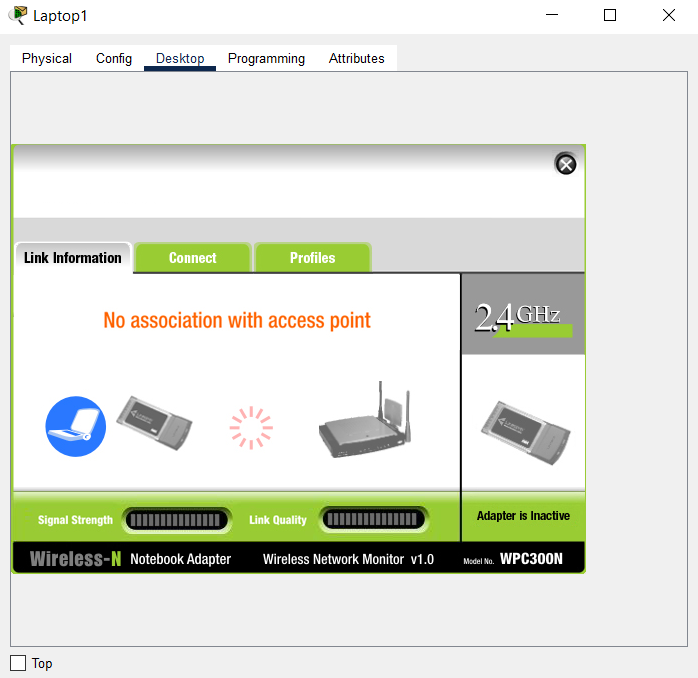 Laptop1
Physical Config Desktop Programming Attributes
Link Information Connect Profiles
No association with access point
2.4GHz
Signal Strength Link Quality Adapter is Inactive
Wireless-N Notebook Adapter Wireless Network Monitor v1.0 Model No. WPC300N
Top